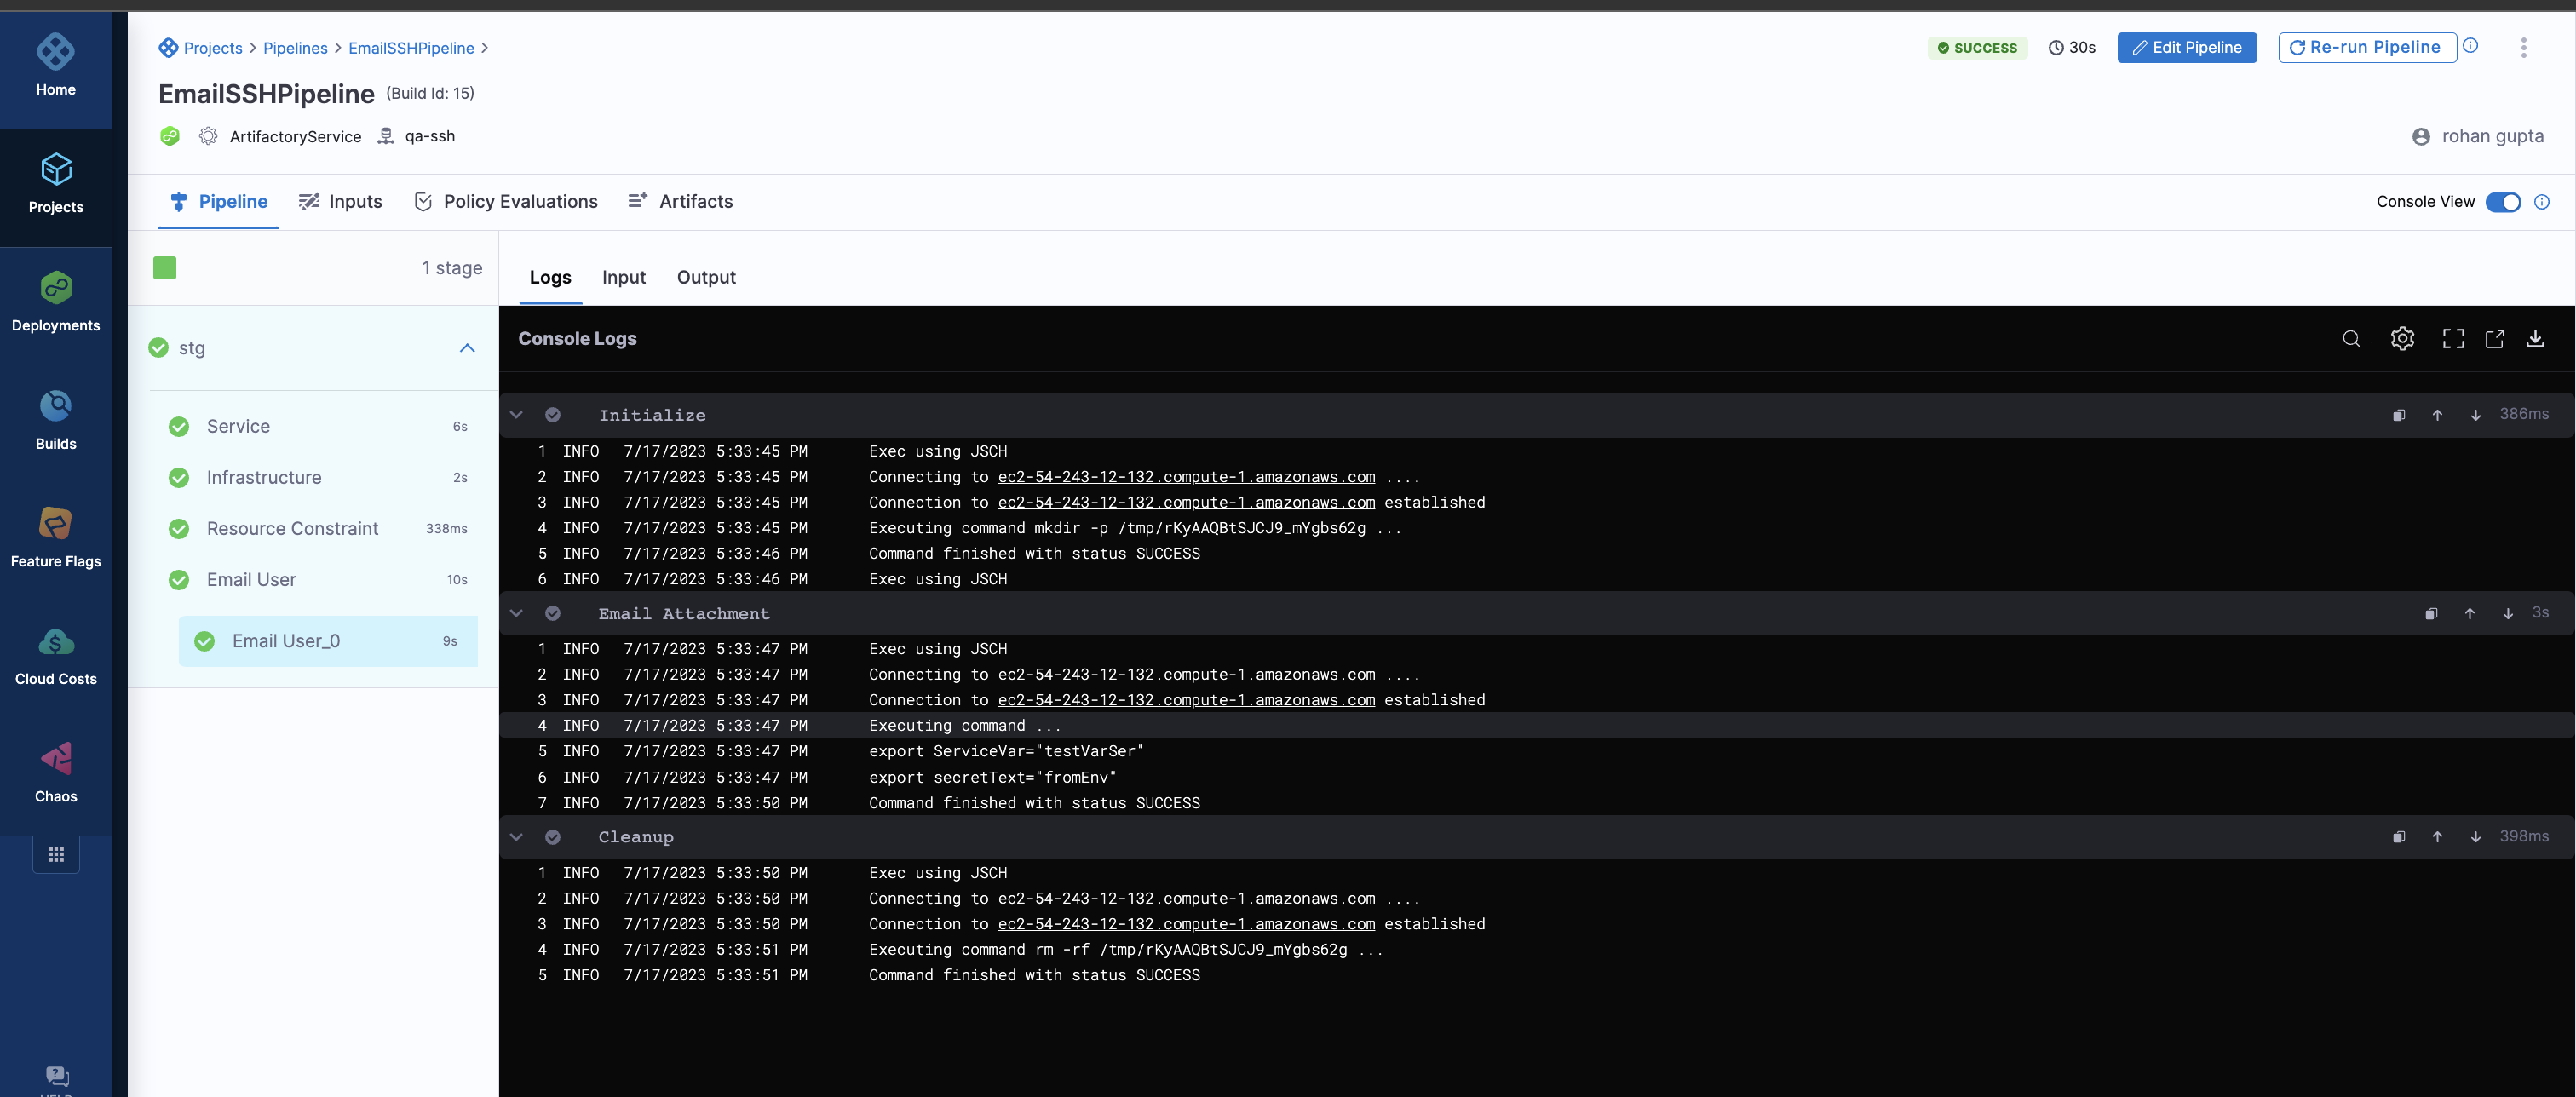 Home
Projects
Deployments
Builds
Feature Flags
Cloud Costs
Chaos
Projects > Pipelines > EmailSSHPipeline >
SUCCESS 30s Edit Pipeline Re-run Pipeline
EmailSSHPipeline (Build Id: 15)
ArtifactoryService qa-ssh
rohan gupta
Pipeline Inputs Policy Evaluations Artifacts
Console View
1 stage
stg
Service 6s
Infrastructure 2s
Resource Constraint 338ms
Email User 10s
Email User_0 9s
Logs Input Output
Console Logs
Initialize 386ms
1 INFO 7/17/2023 5:33:45 PM Exec using JSCH
2 INFO 7/17/2023 5:33:45 PM Connecting to ec2-54-243-12-132.compute-1.amazonaws.com ....
3 INFO 7/17/2023 5:33:45 PM Connection to ec2-54-243-12-132.compute-1.amazonaws.com established
4 INFO 7/17/2023 5:33:45 PM Executing command mkdir -p /tmp/rKyAAQBtSJCJ9_mYgbs62g ...
5 INFO 7/17/2023 5:33:46 PM Command finished with status SUCCESS
6 INFO 7/17/2023 5:33:46 PM Exec using JSCH
Email Attachment 3s
1 INFO 7/17/2023 5:33:47 PM Exec using JSCH
2 INFO 7/17/2023 5:33:47 PM Connecting to ec2-54-243-12-132.compute-1.amazonaws.com ....
3 INFO 7/17/2023 5:33:47 PM Connection to ec2-54-243-12-132.compute-1.amazonaws.com established
4 INFO 7/17/2023 5:33:47 PM Executing command ...
5 INFO 7/17/2023 5:33:47 PM export ServiceVar="testVarSer"
6 INFO 7/17/2023 5:33:47 PM export secretText="fromEnv"
7 INFO 7/17/2023 5:33:50 PM Command finished with status SUCCESS
Cleanup 398ms
1 INFO 7/17/2023 5:33:50 PM Exec using JSCH
2 INFO 7/17/2023 5:33:50 PM Connecting to ec2-54-243-12-132.compute-1.amazonaws.com ....
3 INFO 7/17/2023 5:33:50 PM Connection to ec2-54-243-12-132.compute-1.amazonaws.com established
4 INFO 7/17/2023 5:33:51 PM Executing command rm -rf /tmp/rKyAAQBtSJCJ9_mYgbs62g ...
5 INFO 7/17/2023 5:33:51 PM Command finished with status SUCCESS